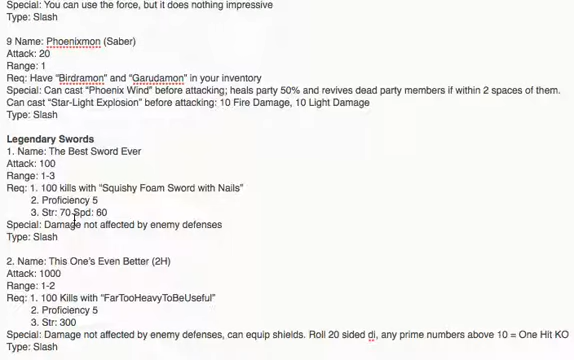 Special: You can use the force, but it does nothing impressive
Type: Slash
9 Name: Phoenixmon (Saber)
Attack: 20
Range: 1
Req: Have “Birdramon” and “Garudamon” in your inventory
Special: Can cast “Phoenix Wind” before attacking; heals party 50% and revives dead party members if within 2 spaces of them.
Can cast “Star-Light Explosion” before attacking: 10 Fire Damage, 10 Light Damage
Type: Slash
Legendary Swords
1. Name: The Best Sword Ever
Attack: 100
Range: 1-3
Req: 1. 100 kills with “Squishy Foam Sword with Nails”
2. Proficiency 5
3. Str: 70 Spd: 60
Special: Damage not affected by enemy defenses
Type: Slash
2. Name: This One’s Even Better (2H)
Attack: 1000
Range: 1-2
Req: 1. 100 Kills with “FarTooHeavyToBeUseful”
2. Proficiency 5
3. Str: 300
Special: Damage not affected by enemy defenses, can equip shields. Roll 20 sided di, any prime numbers above 10 = One Hit KO
Type: Slash